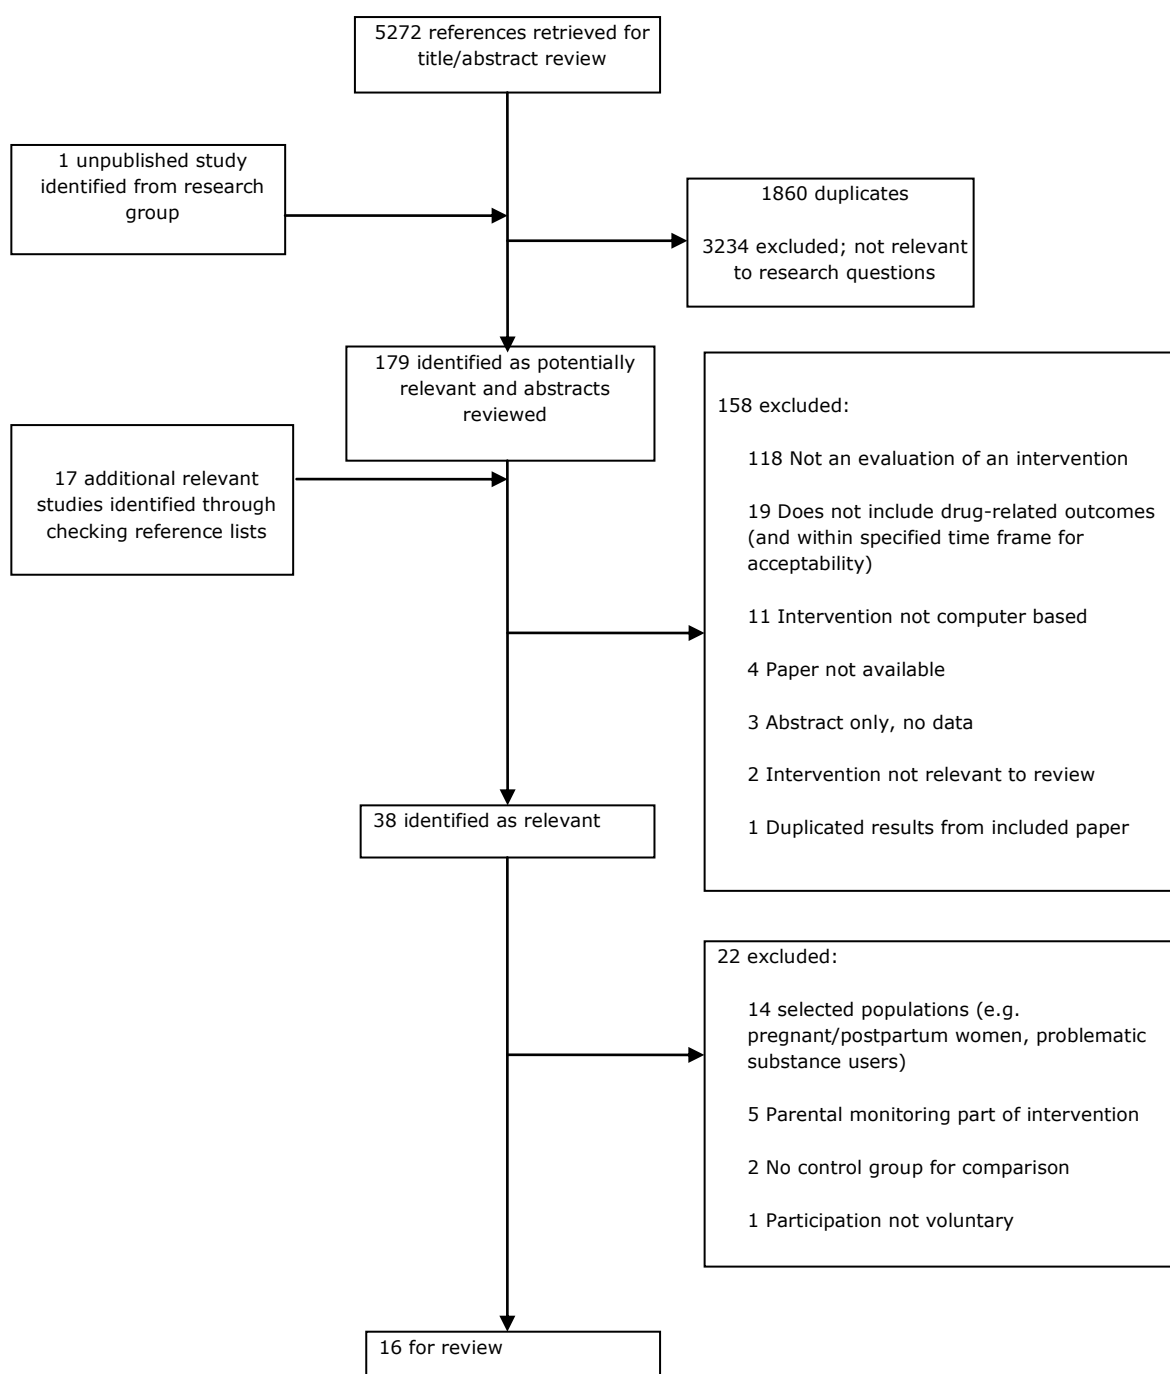 5272 references retrieved for
title/abstract review
1 unpublished study
identified from research
group
1860 duplicates
3234 excluded; not relevant
to research questions
179 identified as potentially
relevant and abstracts
reviewed
17 additional relevant
studies identified through
checking reference lists
158 excluded:
118 Not an evaluation of an intervention
19 Does not include drug-related outcomes
(and within specified time frame for
acceptability)
11 Intervention not computer based
4 Paper not available
3 Abstract only, no data
2 Intervention not relevant to review
1 Duplicated results from included paper
38 identified as relevant
22 excluded:
14 selected populations (e.g.
pregnant/postpartum women, problematic
substance users)
5 Parental monitoring part of intervention
2 No control group for comparison
1 Participation not voluntary
16 for review